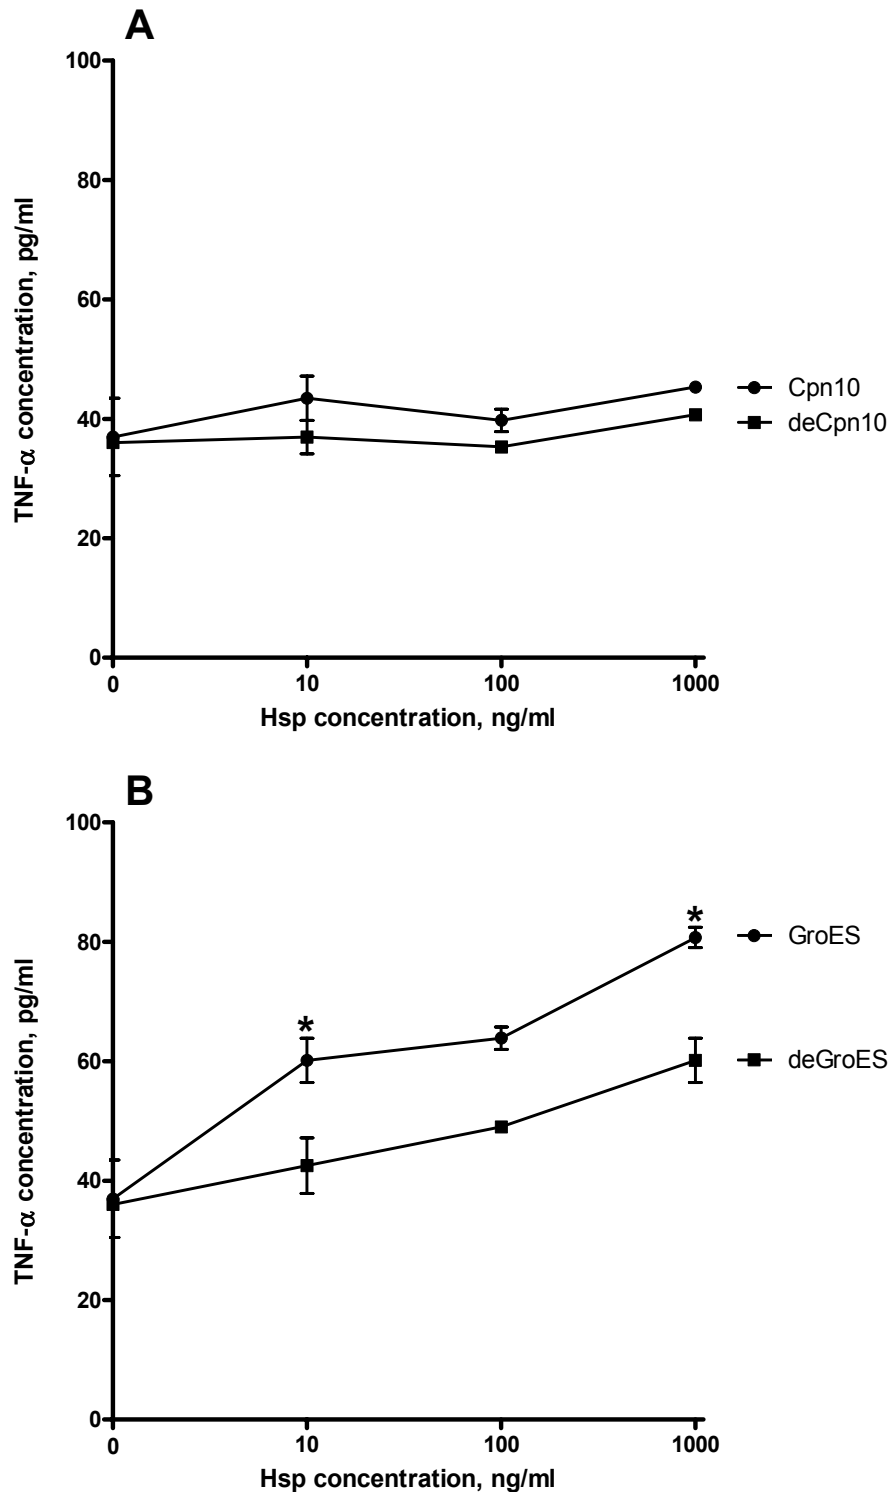 A
100
80
60
40
20
0
TNF-α concentration, pg/ml
0 10 100 1000
Hsp concentration, ng/ml
Cpn10
deCpn10
B
100
80
60
40
20
0
TNF-α concentration, pg/ml
*
*
0 10 100 1000
Hsp concentration, ng/ml
GroES
deGroES